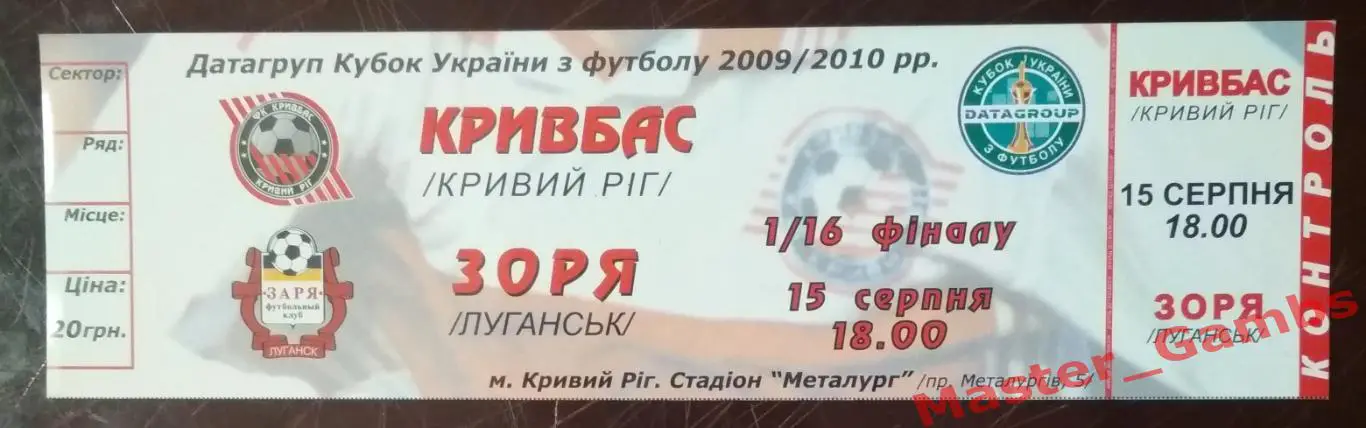 Датагруп Кубок України з футболу 2009/2010 рр.
Сектор:
Ряд:
Місце:
Ціна:
20грн.
ФК КРИВБАС
КРИВИЙ РІГ
КРИВБАС
/КРИВИЙ РІГ/
КУБОК УКРАЇНИ
DATAGROUP
З ФУТБОЛУ
ЗАРЯ
футбольный
клуб
ЛУГАНСК
ЗОРЯ
/ЛУГАНСЬК/
1/16 фіналу
15 серпня
18.00
м. Кривий Ріг. Стадіон "Металург" /пр. Металургів, 5/
КРИВБАС
/КРИВИЙ РІГ/
15 СЕРПНЯ
18.00
ЗОРЯ
/ЛУГАНСЬК/
КОНТРОЛЬ
Master_Gambs